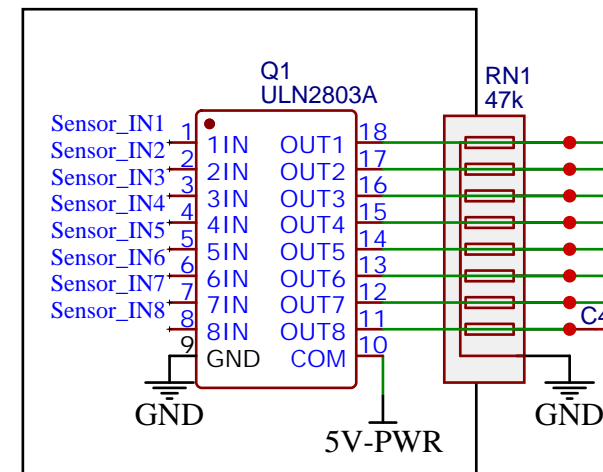 Q1
ULN2803A
RN1
47k
Sensor_IN1
Sensor_IN2
Sensor_IN3
Sensor_IN4
Sensor_IN5
Sensor_IN6
Sensor_IN7
Sensor_IN8
1 1IN OUT1 18
2 2IN OUT2 17
3 3IN OUT3 16
4 4IN OUT4 15
5 5IN OUT5 14
6 6IN OUT6 13
7 7IN OUT7 12
8 8IN OUT8 11
9 GND COM 10
C4
GND
5V-PWR
GND